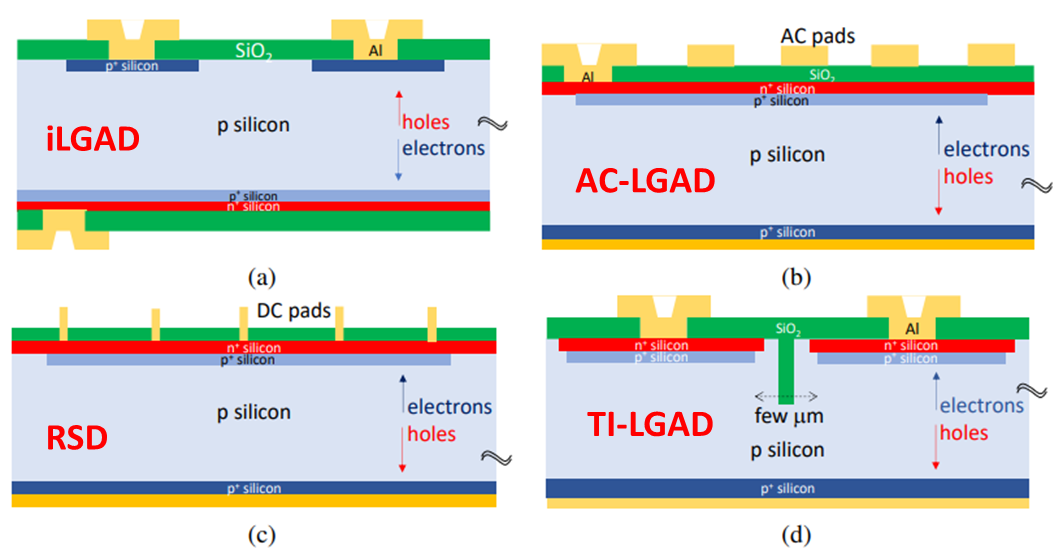 SiO₂
Al
p⁺ silicon
holes
electrons
p silicon
iLGAD
p⁺ silicon
n⁺ silicon
(a)
AC pads
Al
SiO₂
n⁺ silicon
p⁺ silicon
p silicon
electrons
holes
AC-LGAD
p⁺ silicon
(b)
DC pads
n⁺ silicon
p⁺ silicon
p silicon
electrons
holes
RSD
p⁺ silicon
(c)
SiO₂
Al
n⁺ silicon
n⁺ silicon
p⁺ silicon
p⁺ silicon
few μm
electrons
holes
TI-LGAD
p silicon
p⁺ silicon
(d)